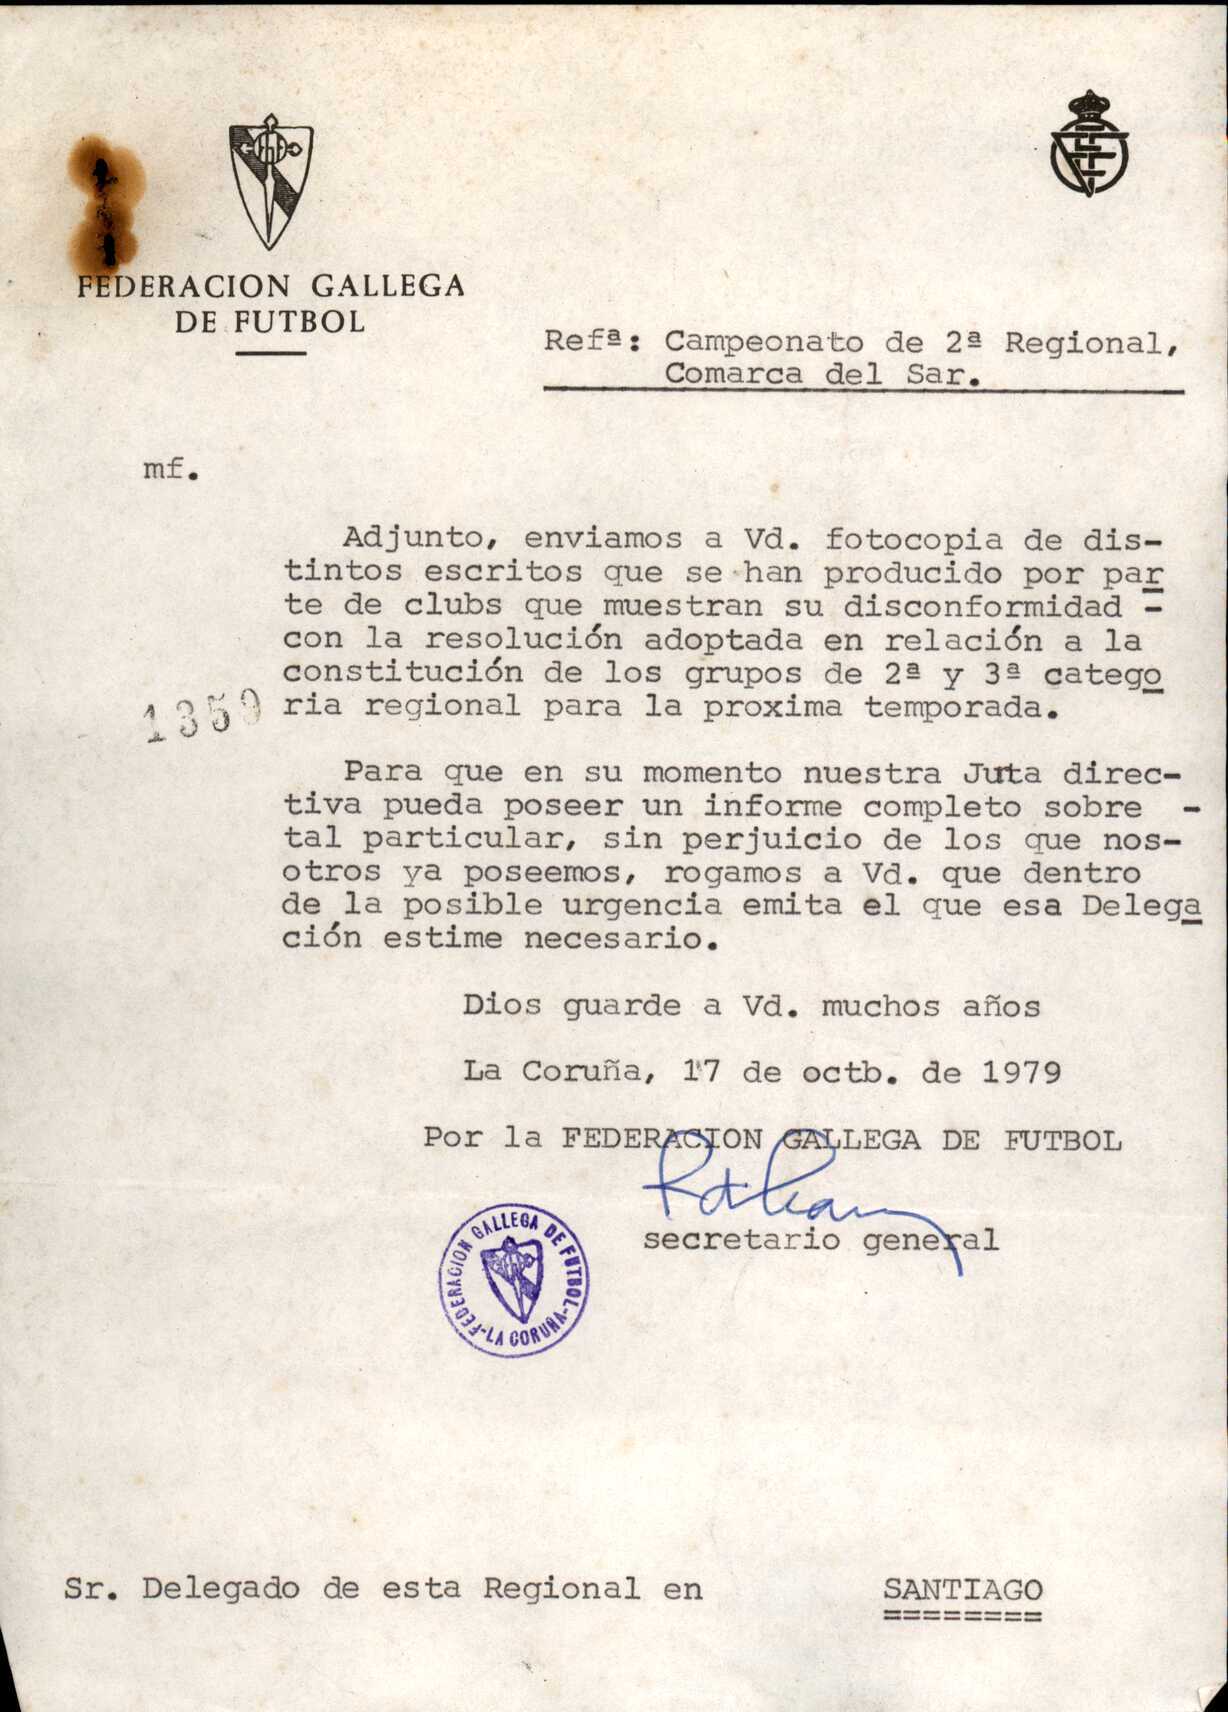 FEDERACION GALLEGA
DE FUTBOL
Refª: Campeonato de 2ª Regional,
Comarca del Sar.
mf.
Adjunto, enviamos a Vd. fotocopia de dis-
tintos escritos que se han producido por par
te de clubs que muestran su disconformidad -
con la resolución adoptada en relación a la
constitución de los grupos de 2ª y 3ª catego
ria regional para la proxima temporada.
1359
Para que en su momento nuestra Juta direc-
tiva pueda poseer un informe completo sobre -
tal particular, sin perjuicio de los que nos-
otros ya poseemos, rogamos a Vd. que dentro
de la posible urgencia emita el que esa Delega
ción estime necesario.
Dios guarde a Vd. muchos años
La Coruña, 17 de octb. de 1979
Por la FEDERACION GALLEGA DE FUTBOL
secretario general
FEDERACION GALLEGA DE FUTBOL-LA CORUÑA-
Sr. Delegado de esta Regional en SANTIAGO
========